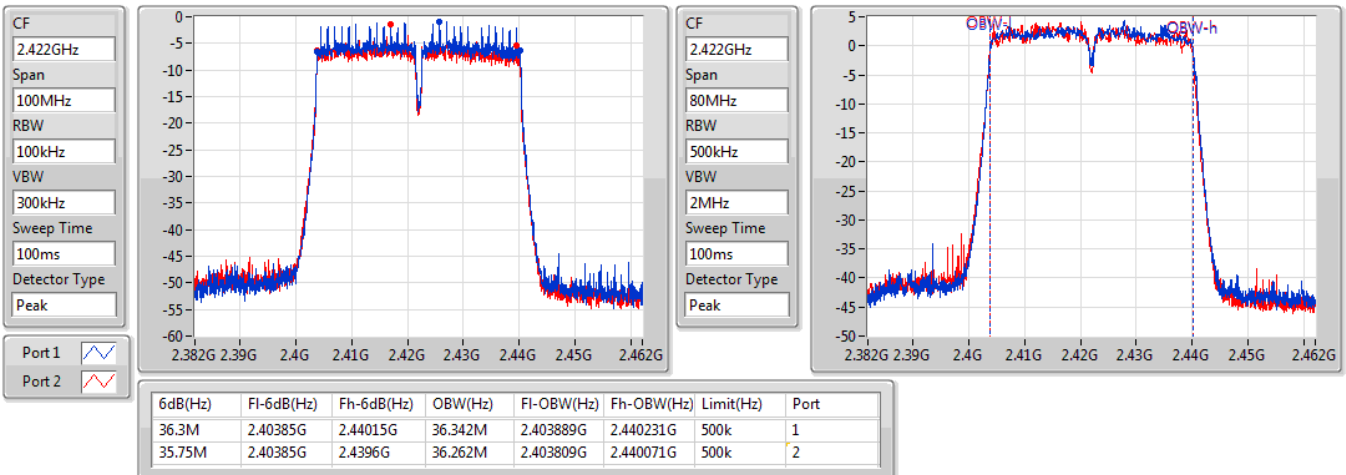 CF
2.422GHz
Span
100MHz
RBW
100kHz
VBW
300kHz
Sweep Time
100ms
Detector Type
Peak
Port 1
Port 2
0
-5
-10
-15
-20
-25
-30
-35
-40
-45
-50
-55
-60
2.382G 2.39G 2.4G 2.41G 2.42G 2.43G 2.44G 2.45G 2.462G
CF
2.422GHz
Span
80MHz
RBW
500kHz
VBW
2MHz
Sweep Time
100ms
Detector Type
Peak
OBW-l OBW-h
5
0
-5
-10
-15
-20
-25
-30
-35
-40
-45
-50
2.382G 2.39G 2.4G 2.41G 2.42G 2.43G 2.44G 2.45G 2.462G
6dB(Hz) Fl-6dB(Hz) Fh-6dB(Hz) OBW(Hz) Fl-OBW(Hz) Fh-OBW(Hz) Limit(Hz) Port
36.3M 2.40385G 2.44015G 36.342M 2.403889G 2.440231G 500k 1
35.75M 2.40385G 2.4396G 36.262M 2.403809G 2.440071G 500k 2